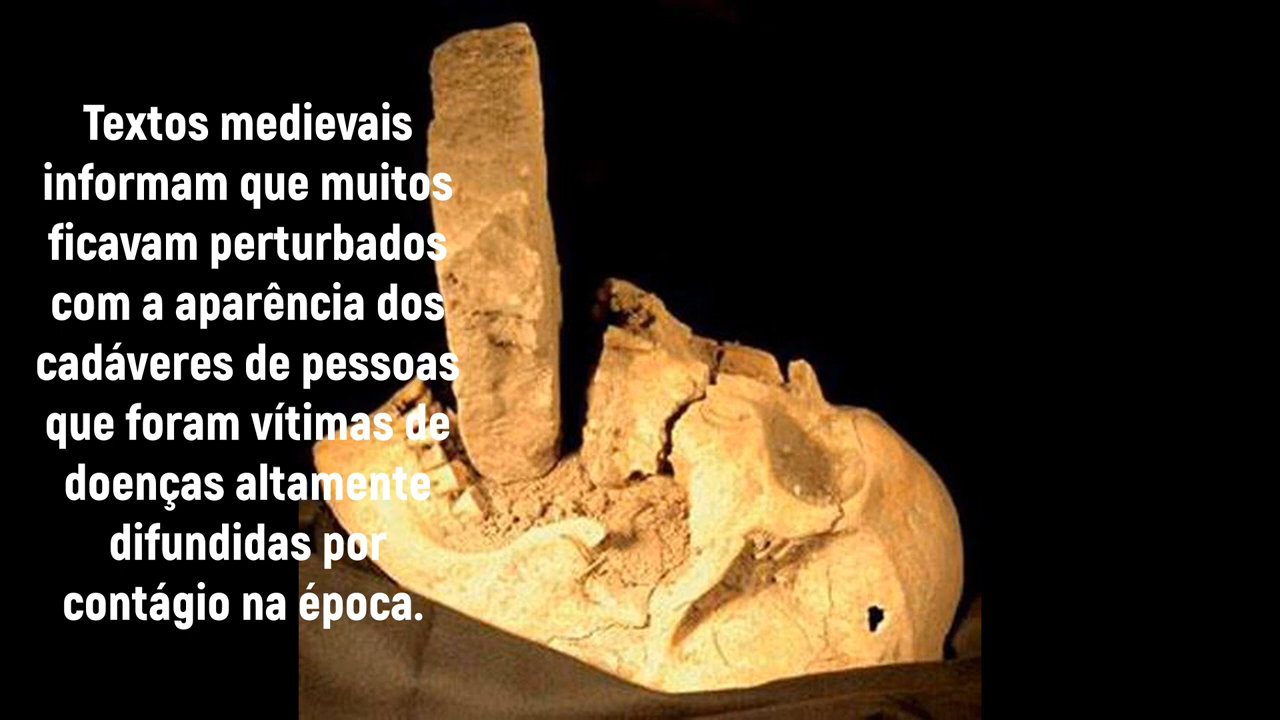 Textos medievais
informam que muitos
ficavam perturbados
com a aparência dos
cadáveres de pessoas
que foram vítimas de
doenças altamente
difundidas por
contágio na época.